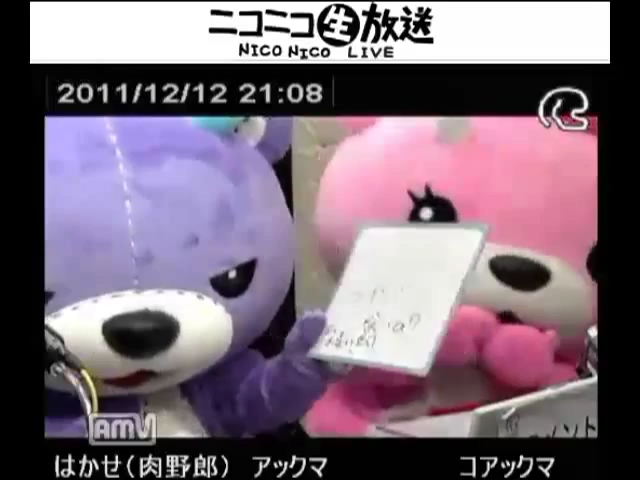 ニコニコ生放送
NICO NICO LIVE
2011/12/12 21:08
AMV
はかせ(肉野郎) アックマ コアックマ